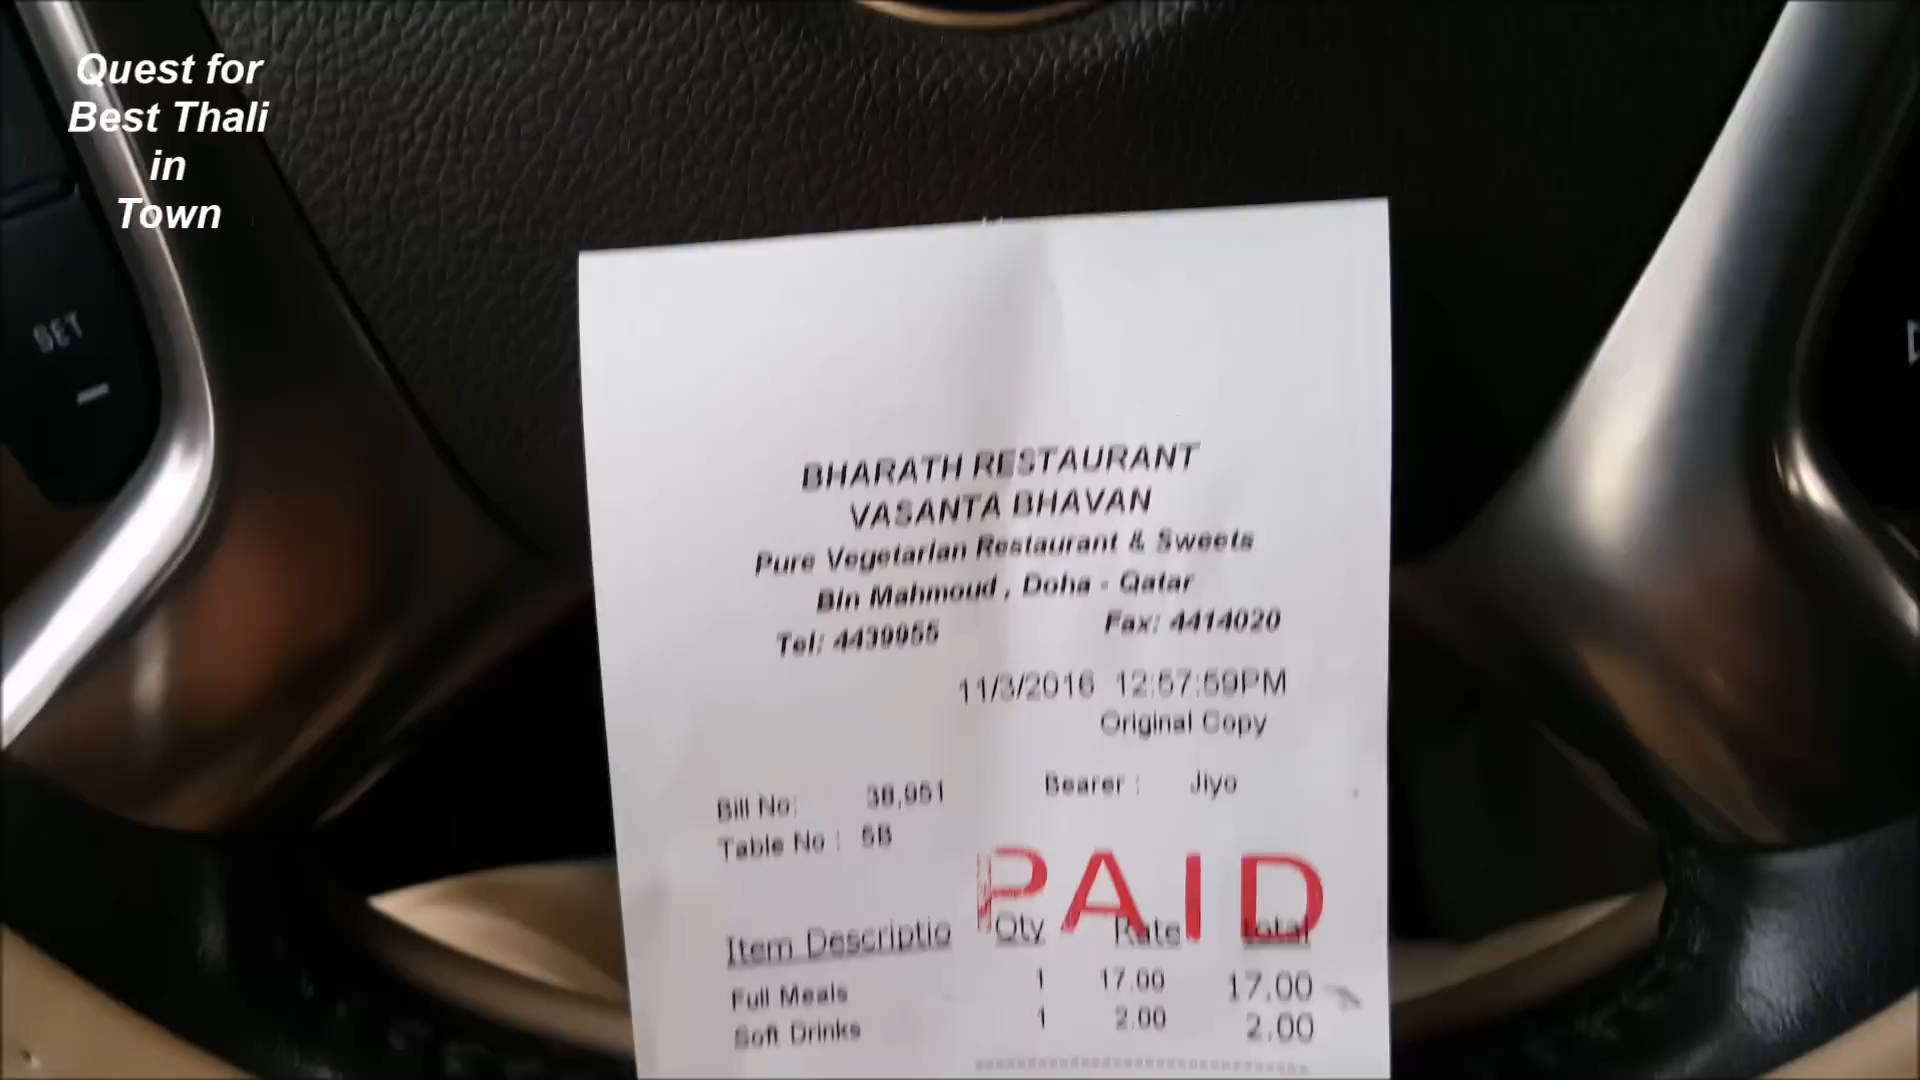 Quest for
Best Thali
in
Town
SET
BHARATH RESTAURANT
VASANTA BHAVAN
Pure Vegetarian Restaurant & Sweets
Bin Mahmoud , Doha - Qatar
Tel: 4439955 Fax: 4414020
11/3/2016 12:57:59PM
Original Copy
Bill No: 38,951 Bearer : Jiyo
Table No : 5B
PAID
Item Descriptio Qty Rate total
Full Meals 1 17.00 17.00
Soft Drinks 1 2.00 2.00